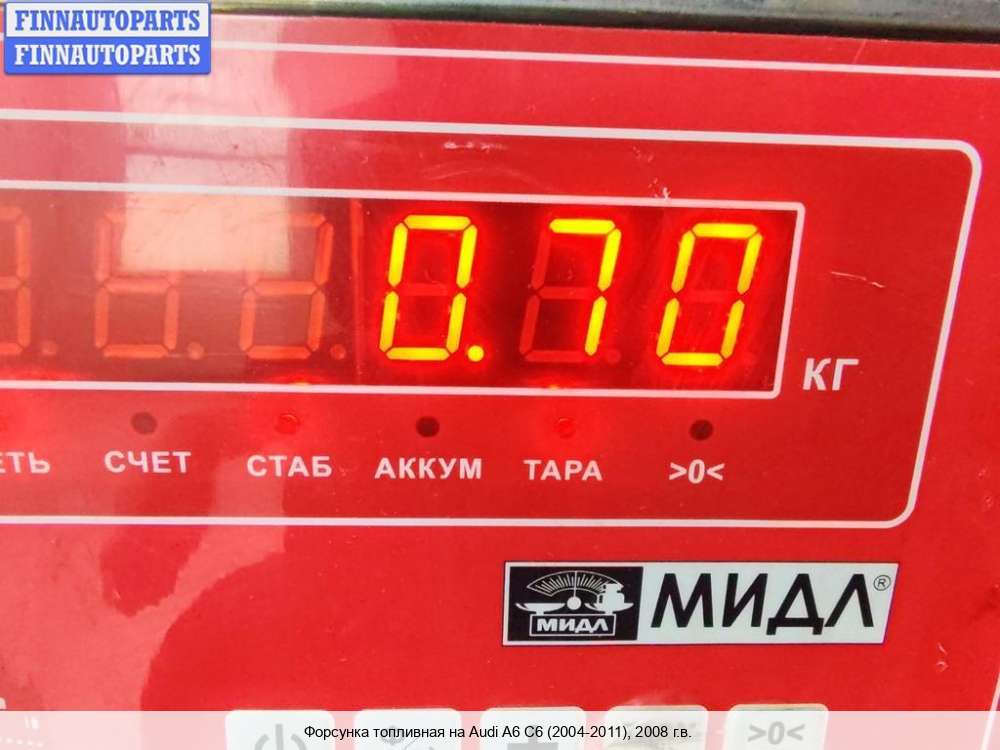 FINNAUTOPARTS
FINNAUTOPARTS
0.70
КГ
ЕТЬ СЧЕТ СТАБ АККУМ ТАРА >0<
МИДЛ МИДЛ®
>0<
Форсунка топливная на Audi A6 C6 (2004-2011), 2008 г.в.